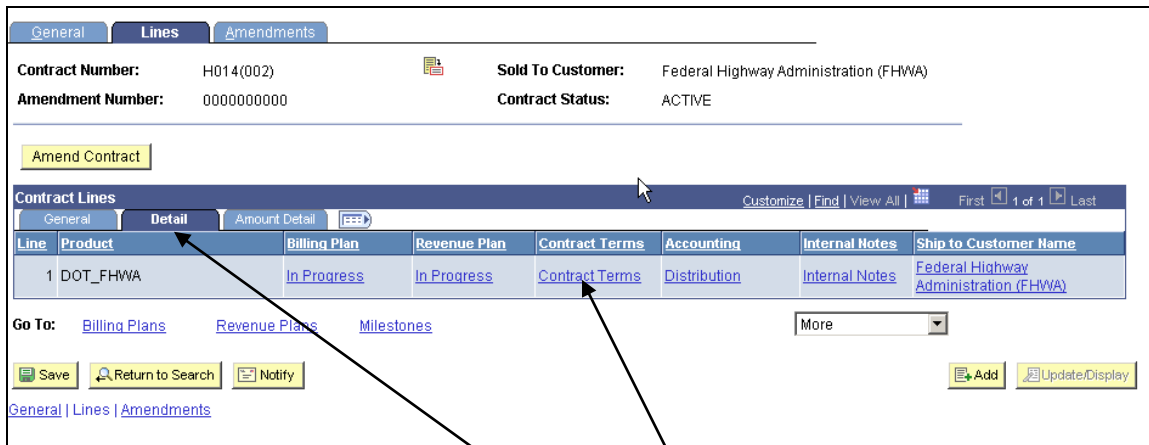 General Lines Amendments
Contract Number: H014(002) Sold To Customer: Federal Highway Administration (FHWA)
Amendment Number: 0000000000 Contract Status: ACTIVE
Amend Contract
Contract Lines Customize | Find | View All | First 1 of 1 Last
General Detail Amount Detail
Line Product Billing Plan Revenue Plan Contract Terms Accounting Internal Notes Ship to Customer Name
1 DOT_FHWA In Progress In Progress Contract Terms Distribution Internal Notes Federal Highway
Administration (FHWA)
Go To: Billing Plans Revenue Plans Milestones More
Save Return to Search Notify Add Update/Display
General | Lines | Amendments